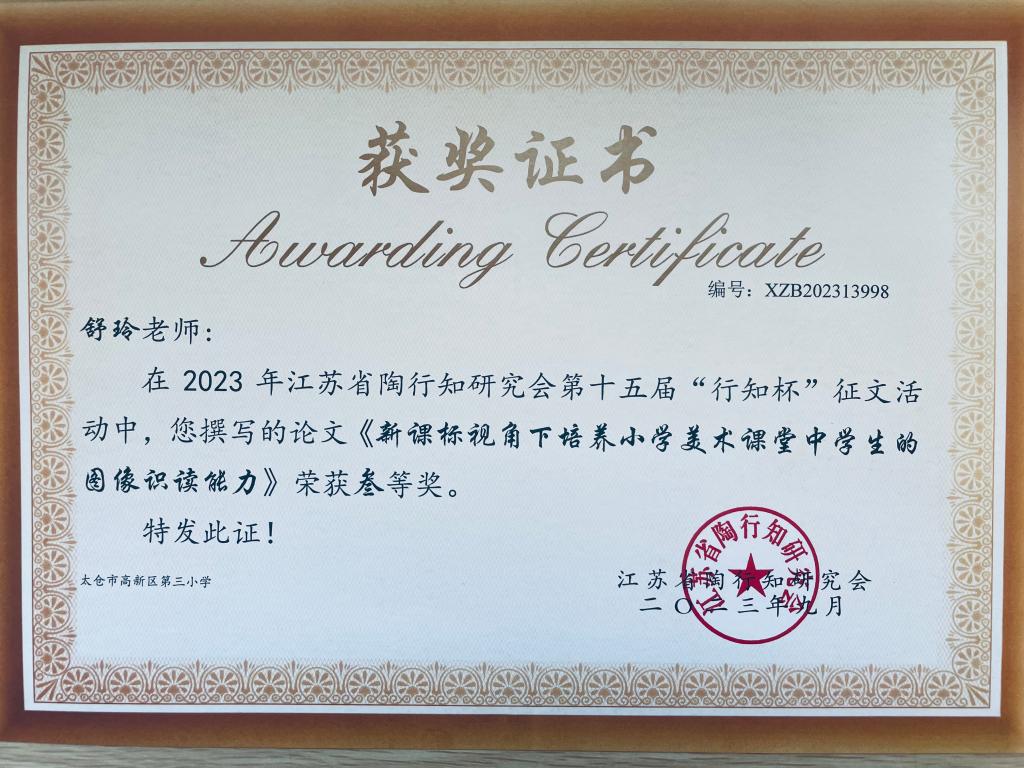 获奖证书
Awarding Certificate
编号：XZB202313998
舒玲老师：
在 2023 年江苏省陶行知研究会第十五届“行知杯”征文活
动中，您撰写的论文《新课标视角下培养小学美术课堂中学生的
图像识读能力》荣获叁等奖。
特发此证！
太仓市高新区第三小学
江苏省陶行知研究会
二〇二三年九月
江苏省陶行知研究会